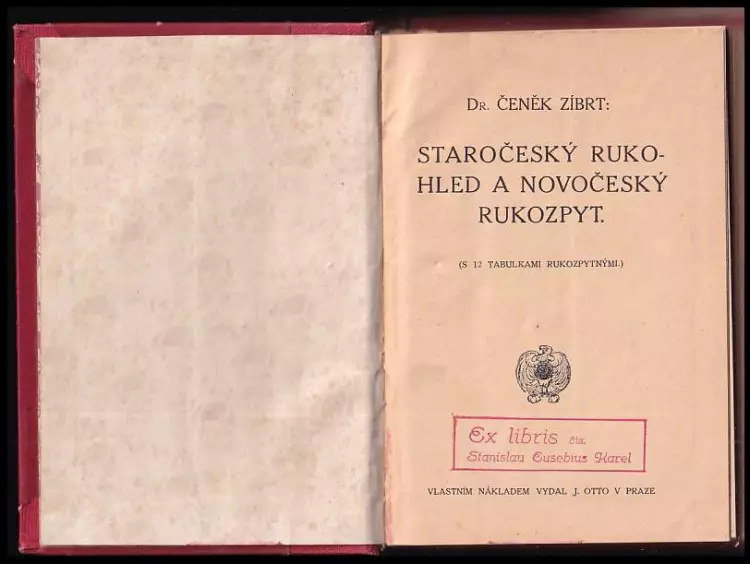 Dr. ČENĚK ZÍBRT:
STAROČESKÝ RUKO-
HLED A NOVOČESKÝ
RUKOZPYT.
(S 12 TABULKAMI RUKOZPYTNÝMI.)
Ex libris čís.
Stanislau Eusebius Karel
VLASTNÍM NÁKLADEM VYDAL J. OTTO V PRAZE